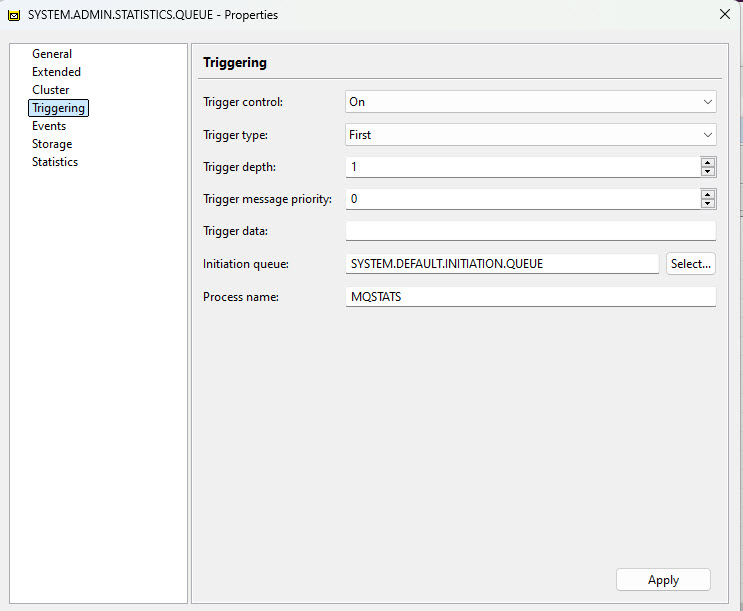 SYSTEM.ADMIN.STATISTICS.QUEUE - Properties
General
Extended
Cluster
Triggering
Events
Storage
Statistics
Triggering
Trigger control: On
Trigger type: First
Trigger depth: 1
Trigger message priority: 0
Trigger data:
Initiation queue: SYSTEM.DEFAULT.INITIATION.QUEUE Select...
Process name: MQSTATS
Apply